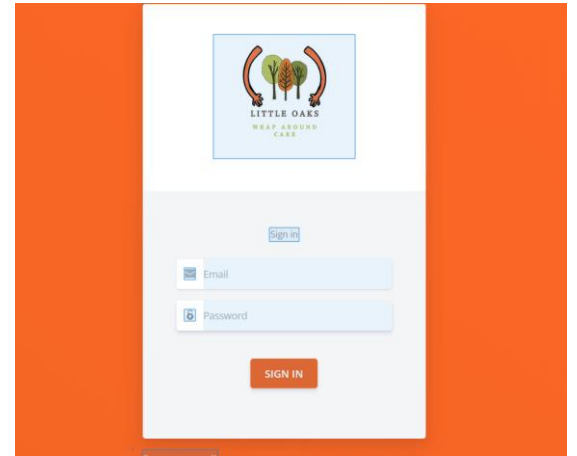 LITTLE OAKS
WRAP AROUND
CARE
Sign in
Email
Password
SIGN IN